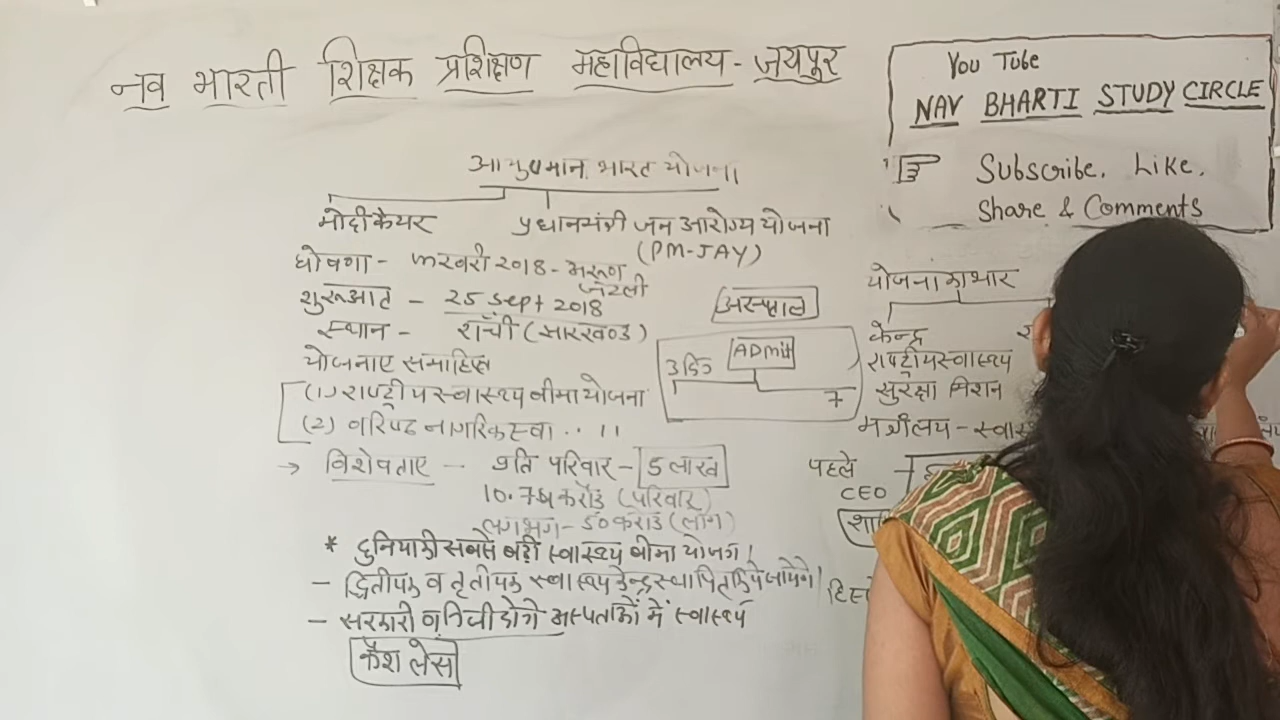 नव भारती शिक्षक प्रशिक्षण महाविद्यालय - जयपुर
You Tube
NAV BHARTI STUDY CIRCLE
Subscribe, Like,
Share & Comments
आयुष्मान भारत योजना
मोदीकैयर
प्रधानमंत्री जन आरोग्य योजना
(PM-JAY)
घोषणा - फरवरी 2018 - अरूण
जेटली
शुरूआत - 25 Sept 2018
स्थान - राँची (झारखण्ड)
योजनाए समाहित
(1) राष्ट्रीय स्वास्थ्य बीमा योजना
(2) वरिष्ठ नागरिक स्वा . . ।।
अस्पताल
ADmit
3 दिन
7
→ विशेषताए - प्रति परिवार - 5 लाख
10.74 करोड (परिवार)
लगभग - 50 करोड (लोग)
* दुनिया की सबसे बड़ी स्वास्थ्य बीमा योजना।
- द्वितीयक व तृतीयक स्वास्थ्य केन्द्र स्थापित किये जायेंगे।
- सरकारी व निजी दोनो अस्पतालों में स्वास्थ्य
कैश लेस
योजना का भार
केन्द्र
राष्ट्रीय स्वास्थ्य
सुरक्षा मिशन
मंत्रालय - स्वास्
पहले
CEO